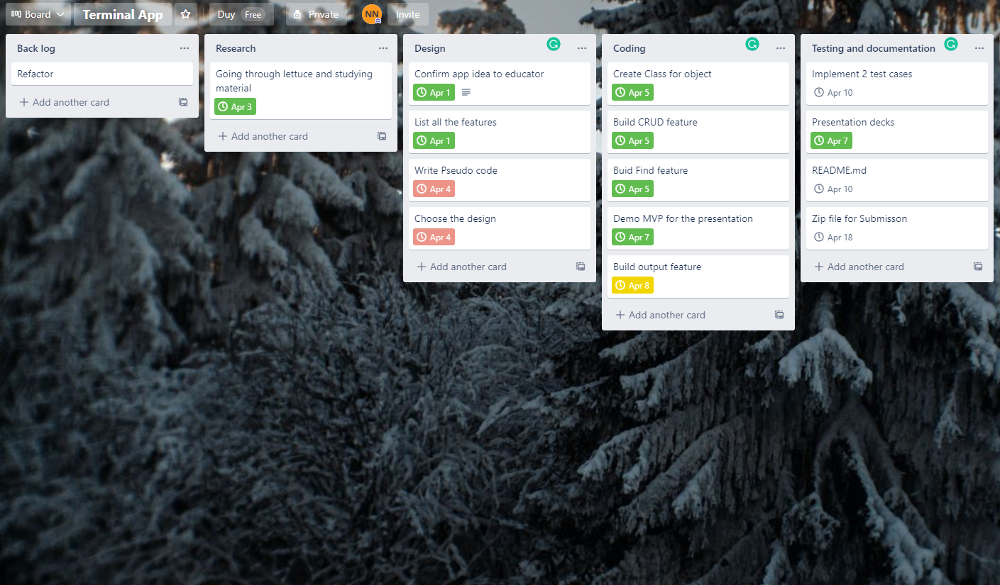 Board
Terminal App
Duy Free
Private
NN
Invite
Back log
Refactor
Add another card
Research
Going through lettuce and studying
material
Apr 3
Add another card
Design
Confirm app idea to educator
Apr 1
List all the features
Apr 1
Write Pseudo code
Apr 4
Choose the design
Apr 4
Add another card
Coding
Create Class for object
Apr 5
Build CRUD feature
Apr 5
Buid Find feature
Apr 5
Demo MVP for the presentation
Apr 7
Build output feature
Apr 8
Add another card
Testing and documentation
Implement 2 test cases
Apr 10
Presentation decks
Apr 7
README.md
Apr 10
Zip file for Submisson
Apr 18
Add another card